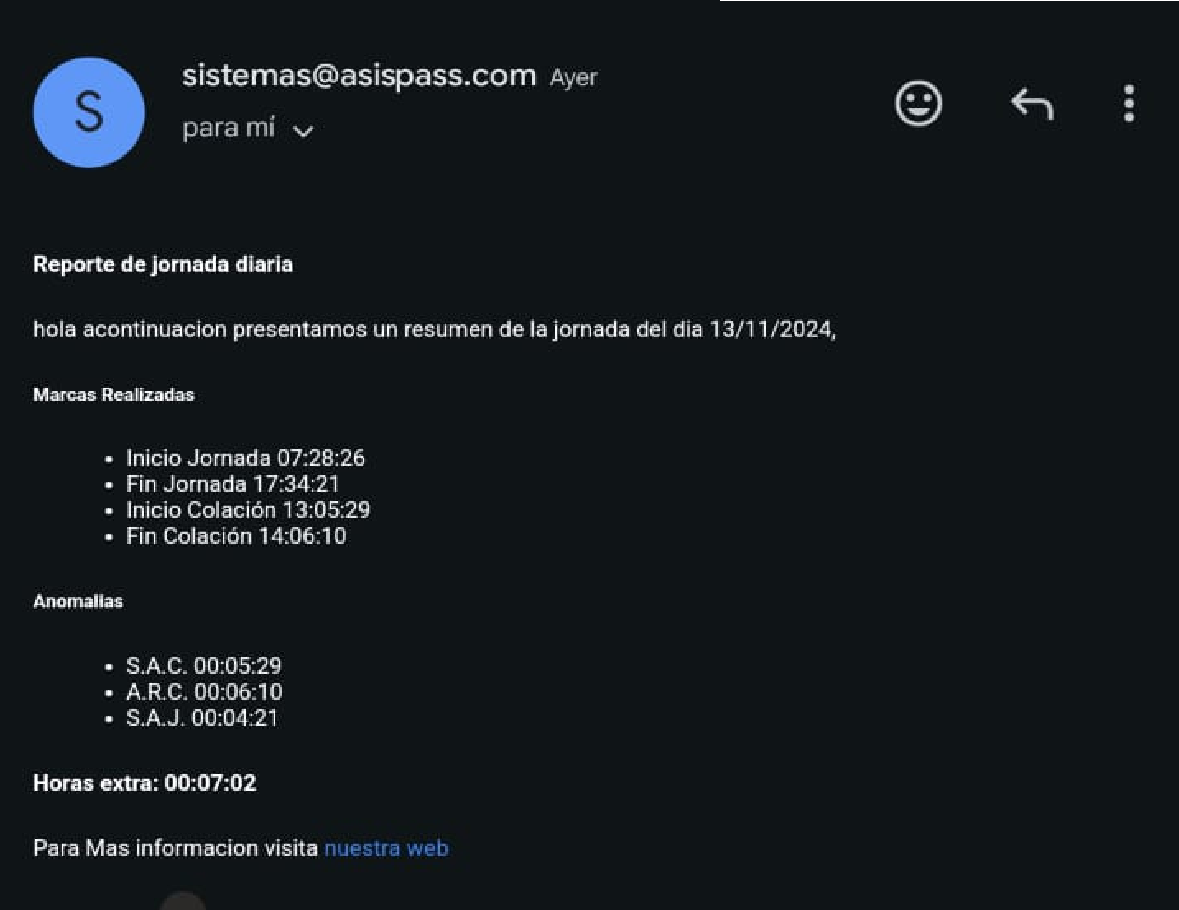 sistemas@asispass.com Ayer
para mí
S
Reporte de jornada diaria
hola acontinuacion presentamos un resumen de la jornada del dia 13/11/2024,
Marcas Realizadas
• Inicio Jornada 07:28:26
• Fin Jornada 17:34:21
• Inicio Colación 13:05:29
• Fin Colación 14:06:10
Anomalias
• S.A.C. 00:05:29
• A.R.C. 00:06:10
• S.A.J. 00:04:21
Horas extra: 00:07:02
Para Mas informacion visita nuestra web